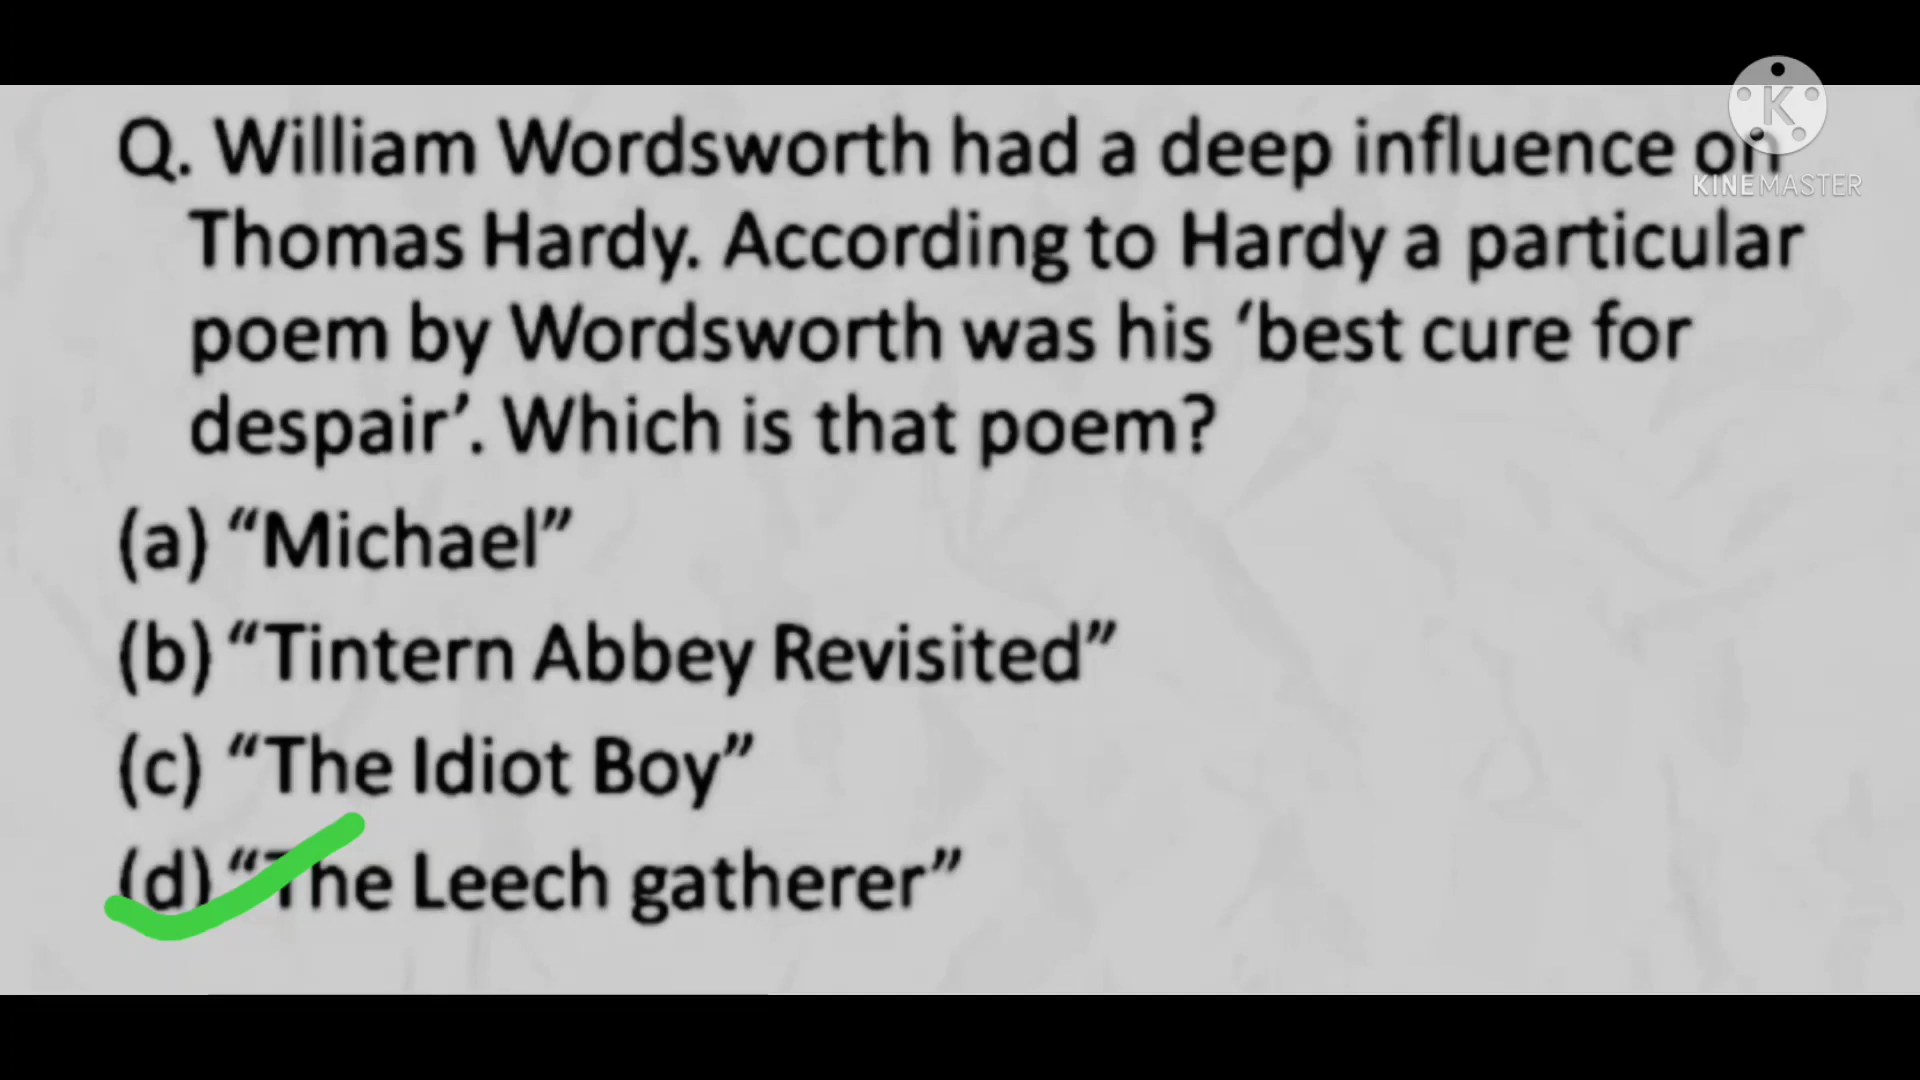 Q. William Wordsworth had a deep influence on
KINEMASTER
Thomas Hardy. According to Hardy a particular
poem by Wordsworth was his ‘best cure for
despair’. Which is that poem?
(a) “Michael”
(b) “Tintern Abbey Revisited”
(c) “The Idiot Boy”
(d) “The Leech gatherer”